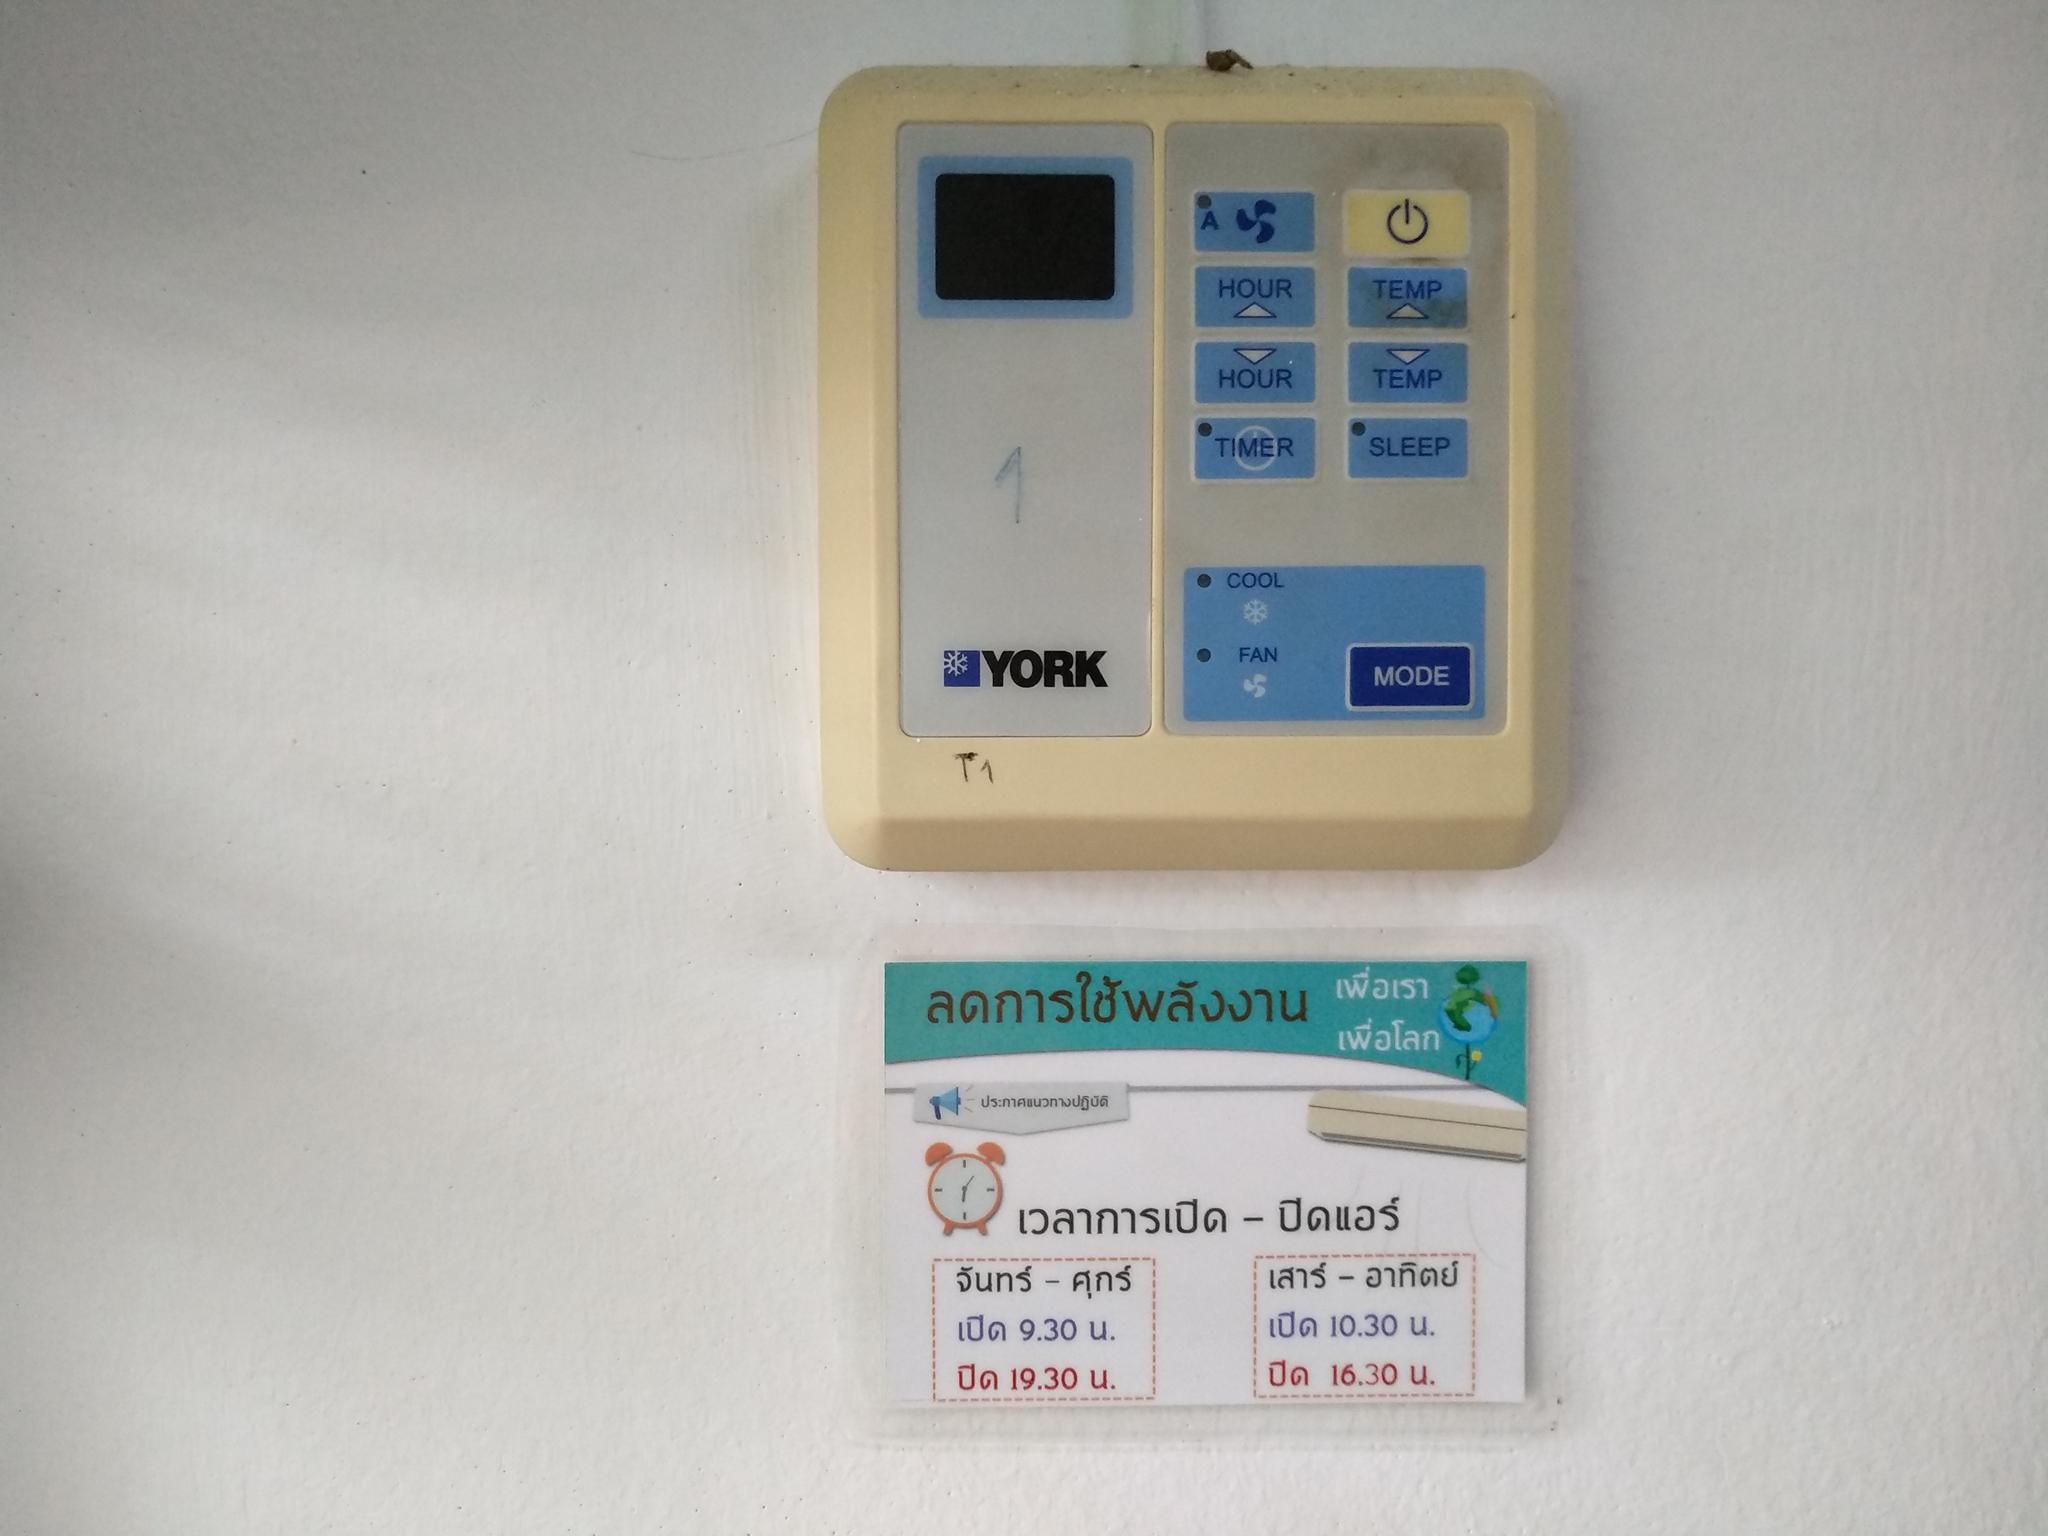 A
HOUR
TEMP
HOUR
TEMP
TIMER
SLEEP
1
COOL
FAN
MODE
YORK
T1
ลดการใช้พลังงาน
เพื่อเรา
เพื่อโลก
ประกาศแนวทางปฏิบัติ
เวลาการเปิด – ปิดแอร์
จันทร์ – ศุกร์
เปิด 9.30 น.
ปิด 19.30 น.
เสาร์ – อาทิตย์
เปิด 10.30 น.
ปิด 16.30 น.